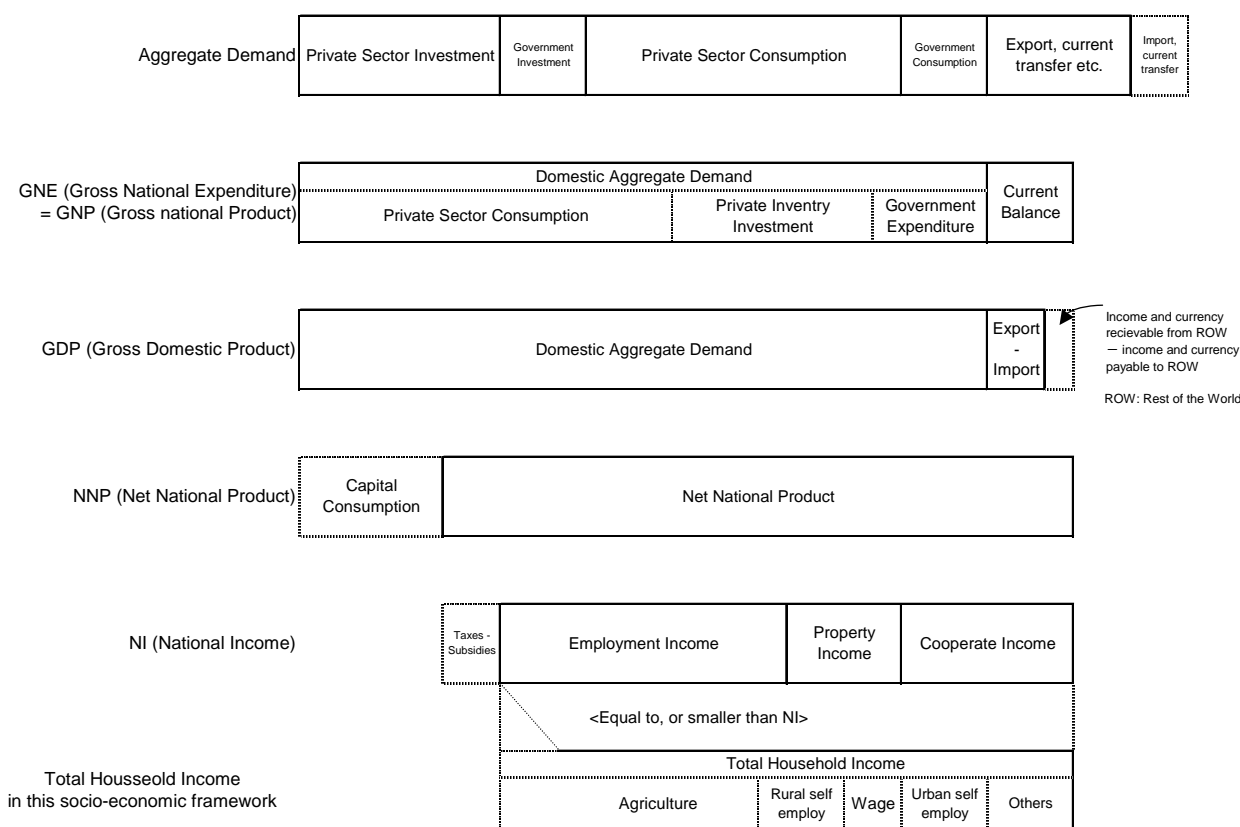 Aggregate Demand
Private Sector Investment
Government
Investment
Private Sector Consumption
Government
Consumption
Export, current
transfer etc.
Import,
current
transfer
GNE (Gross National Expenditure)
= GNP (Gross national Product)
Domestic Aggregate Demand
Private Sector Consumption
Private Inventry
Investment
Government
Expenditure
Current
Balance
GDP (Gross Domestic Product)
Domestic Aggregate Demand
Export
-
Import
Income and currency
recievable from ROW
— income and currency
payable to ROW
ROW: Rest of the World
NNP (Net National Product)
Capital
Consumption
Net National Product
NI (National Income)
Taxes -
Subsidies
Employment Income
Property
Income
Cooperate Income
<Equal to, or smaller than NI>
Total Housseold Income
in this socio-economic framework
Total Household Income
Agriculture
Rural self
employ
Wage
Urban self
employ
Others